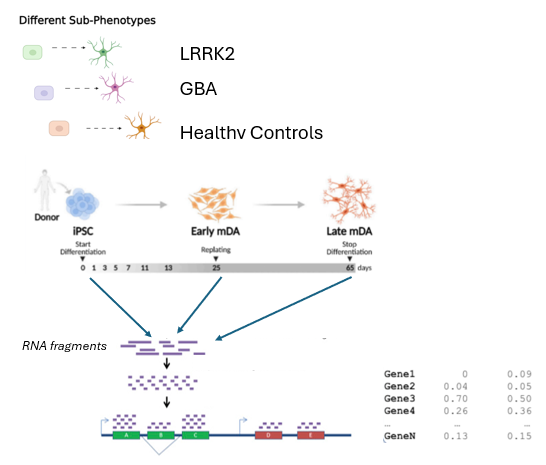 Different Sub-Phenotypes
LRRK2
GBA
Healthv Controls
Donor
iPSC
Early mDA
Late mDA
Start
Differentiation
Replating
Stop
Differentiation
0 1 3 5 7 11 13 25 65 days
RNA fragments
Gene1 0 0.09
Gene2 0.04 0.05
Gene3 0.70 0.50
Gene4 0.26 0.36
… … …
GeneN 0.13 0.15
A B C D E